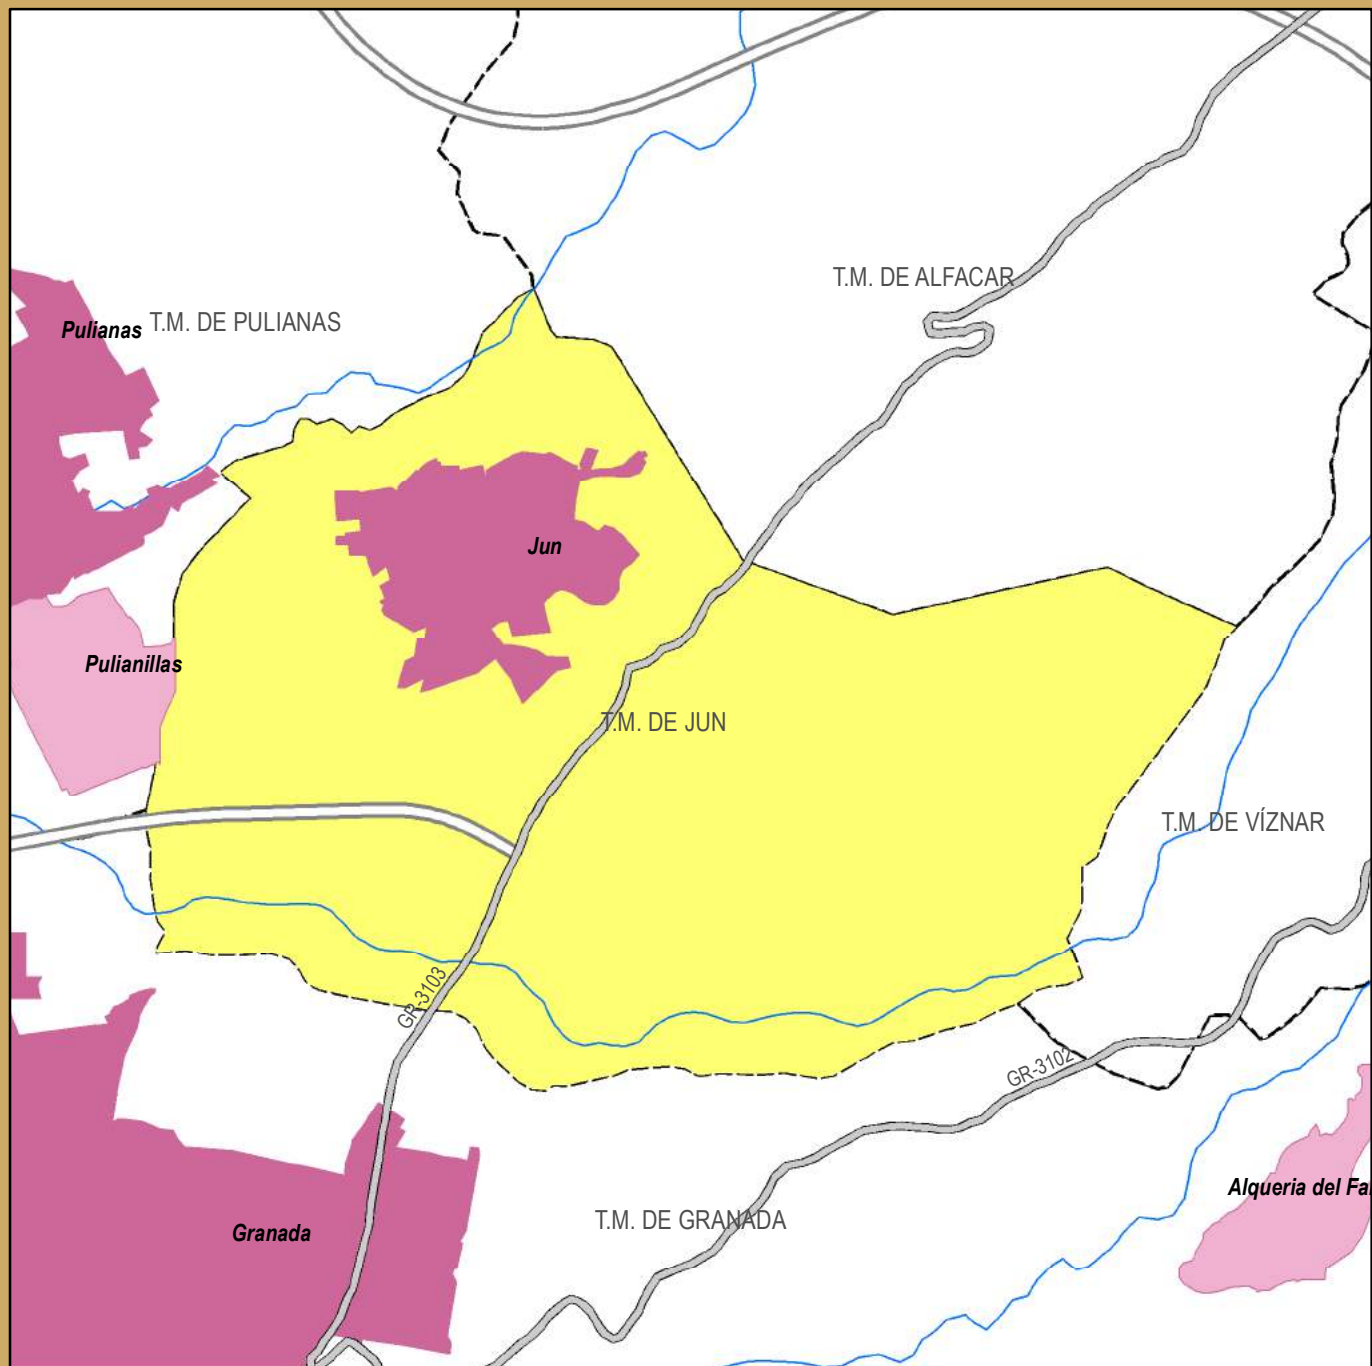 T.M. DE ALFACAR
Pulianas
T.M. DE PULIANAS
Jun
Pulianillas
T.M. DE JUN
T.M. DE VÍZNAR
GR-3103
GR-3102
Alqueria del Fa
T.M. DE GRANADA
Granada